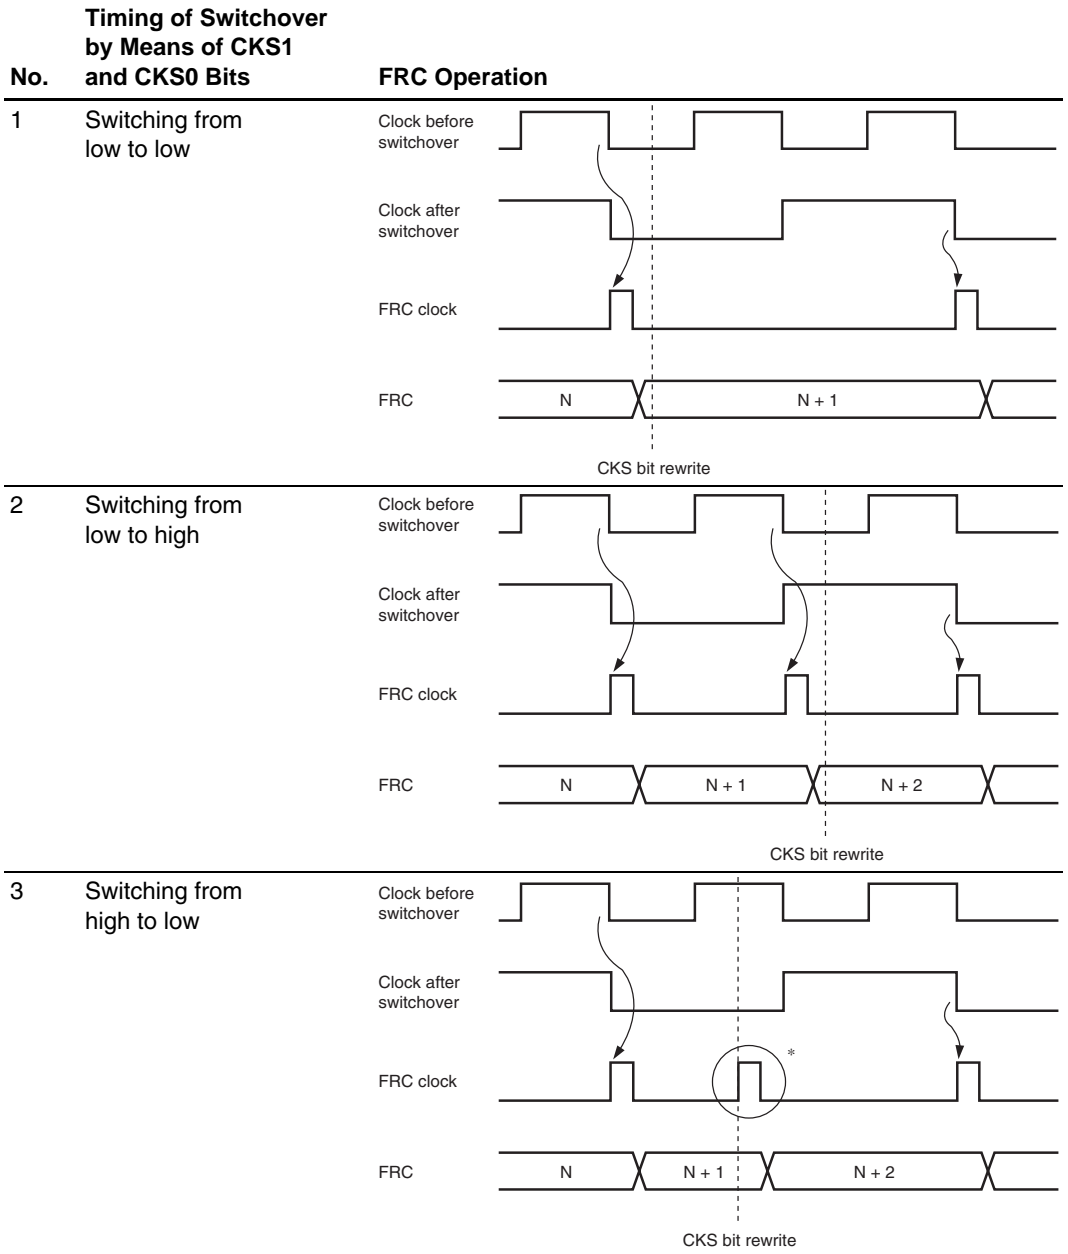 No.
Timing of Switchover
by Means of CKS1
and CKS0 Bits
FRC Operation
1
Switching from
low to low
Clock before
switchover
Clock after
switchover
FRC clock
FRC
N
N + 1
CKS bit rewrite
2
Switching from
low to high
Clock before
switchover
Clock after
switchover
FRC clock
FRC
N
N + 1
N + 2
CKS bit rewrite
3
Switching from
high to low
Clock before
switchover
Clock after
switchover
*
FRC clock
FRC
N
N + 1
N + 2
CKS bit rewrite